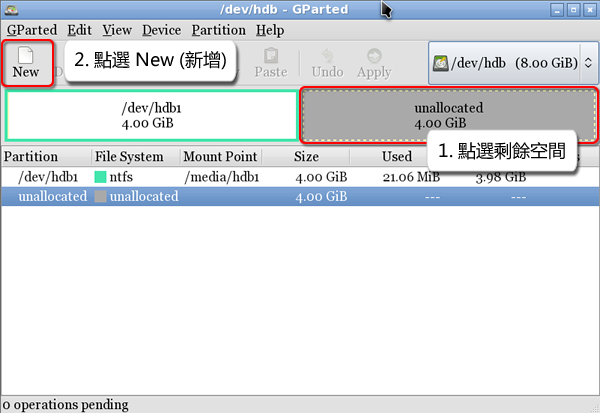 /dev/hdb - GParted
GParted Edit View Device Partition Help
New
2. 點選 New (新增)
Paste
Undo
Apply
/dev/hdb (8.00 GiB)
/dev/hdb1
4.00 GiB
unallocated
4.00 GiB
1. 點選剩餘空間
Partition File System Mount Point Size Used
/dev/hdb1 ntfs /media/hdb1 4.00 GiB 21.06 MiB 3.98 GiB
unallocated unallocated 4.00 GiB --- ---
0 operations pending